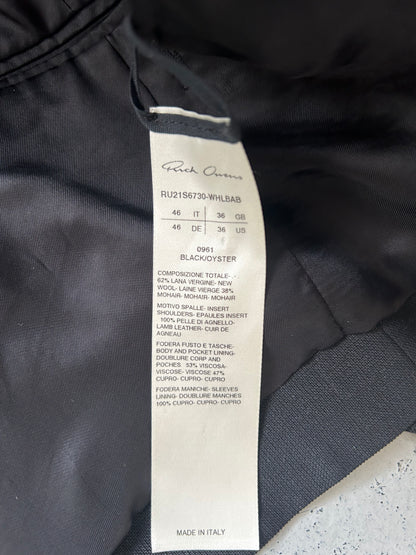 Rick Owens
RU21S6730-WHLBAB
46 IT 36 GB
46 DE 36 US
0961
BLACK/OYSTER
COMPOSIZIONE TOTALE- -
62% LANA VERGINE- NEW
WOOL- LAINE VIERGE 38%
MOHAIR- MOHAIR- MOHAIR
MOTIVO SPALLE- INSERT
SHOULDERS- EPAULES INSERT
100% PELLE DI AGNELLO-
LAMB LEATHER- CUIR DE
AGNEAU
FODERA FUSTO E TASCHE-
BODY AND POCKET LINING-
DOUBLURE CORP AND
POCHES 53% VISCOSA-
VISCOSE- VISCOSE 47%
CUPRO- CUPRO- CUPRO
FODERA MANICHE- SLEEVES
LINING- DOUBLURE MANCHES
100% CUPRO- CUPRO- CUPRO
MADE IN ITALY